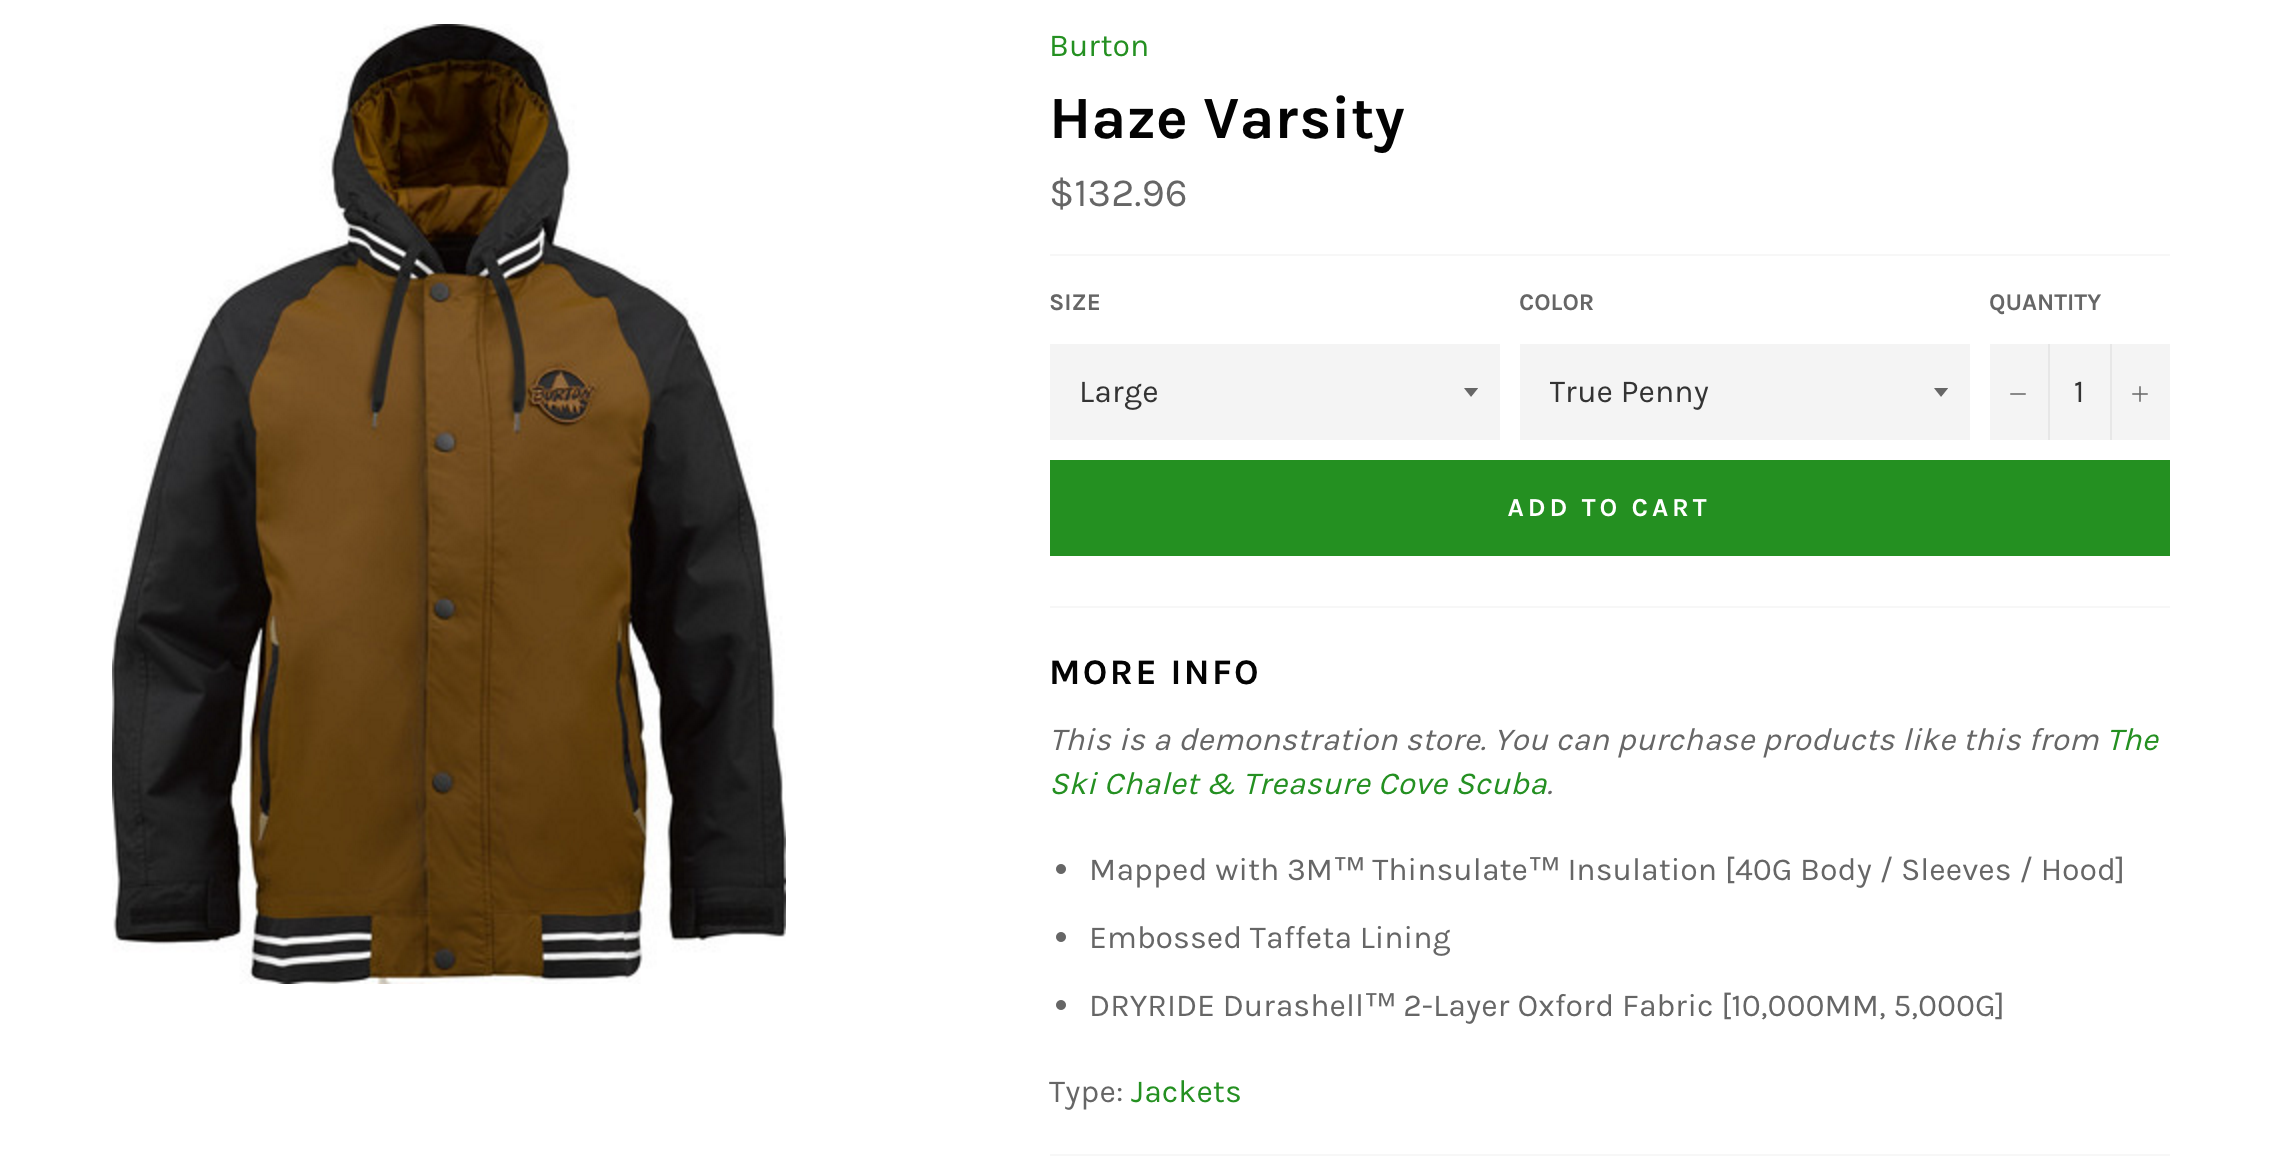 Burton
Haze Varsity
$132.96
SIZE
COLOR
QUANTITY
Large
True Penny
− 1 +
ADD TO CART
MORE INFO
This is a demonstration store. You can purchase products like this from The
Ski Chalet & Treasure Cove Scuba.
• Mapped with 3M™ Thinsulate™ Insulation [40G Body / Sleeves / Hood]
• Embossed Taffeta Lining
• DRYRIDE Durashell™ 2-Layer Oxford Fabric [10,000MM, 5,000G]
Type: Jackets
BURTON